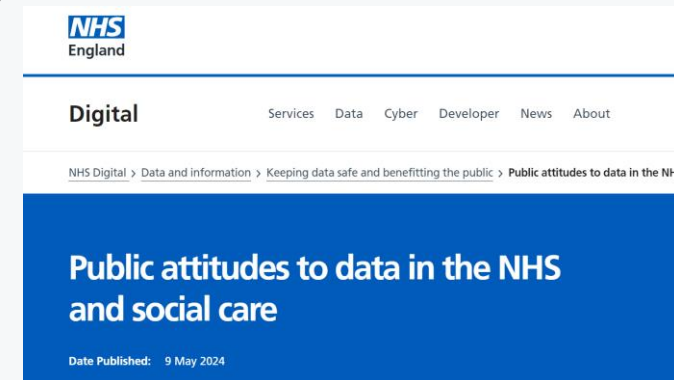 NHS
England
Digital
Services Data Cyber Developer News About
NHS Digital > Data and information > Keeping data safe and benefitting the public > Public attitudes to data in the
Public attitudes to data in the NHS
and social care
Date Published: 9 May 2024